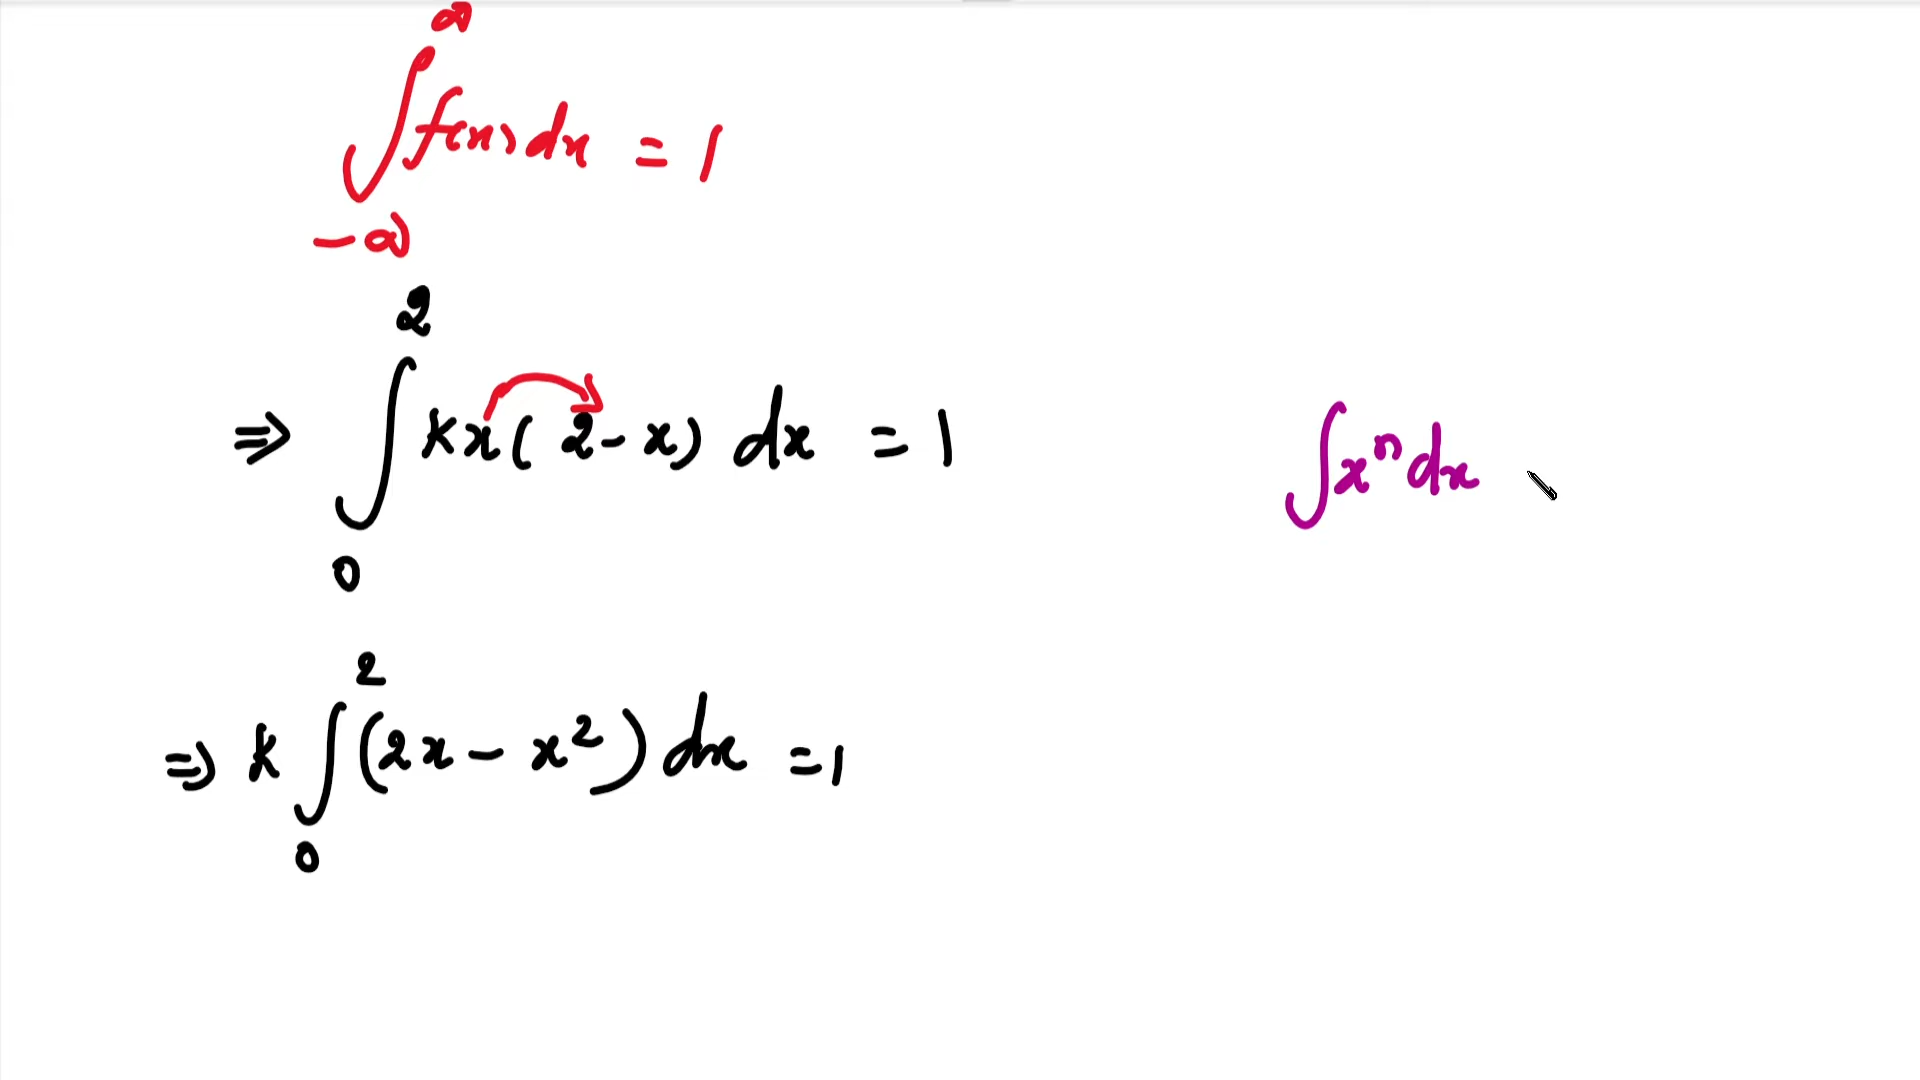 ∫_{-∞}^{∞} f(x) dx = 1
⇒ ∫_{0}^{2} kx(2-x) dx = 1
∫ xⁿ dx
⇒ k ∫_{0}^{2} (2x - x²) dx = 1